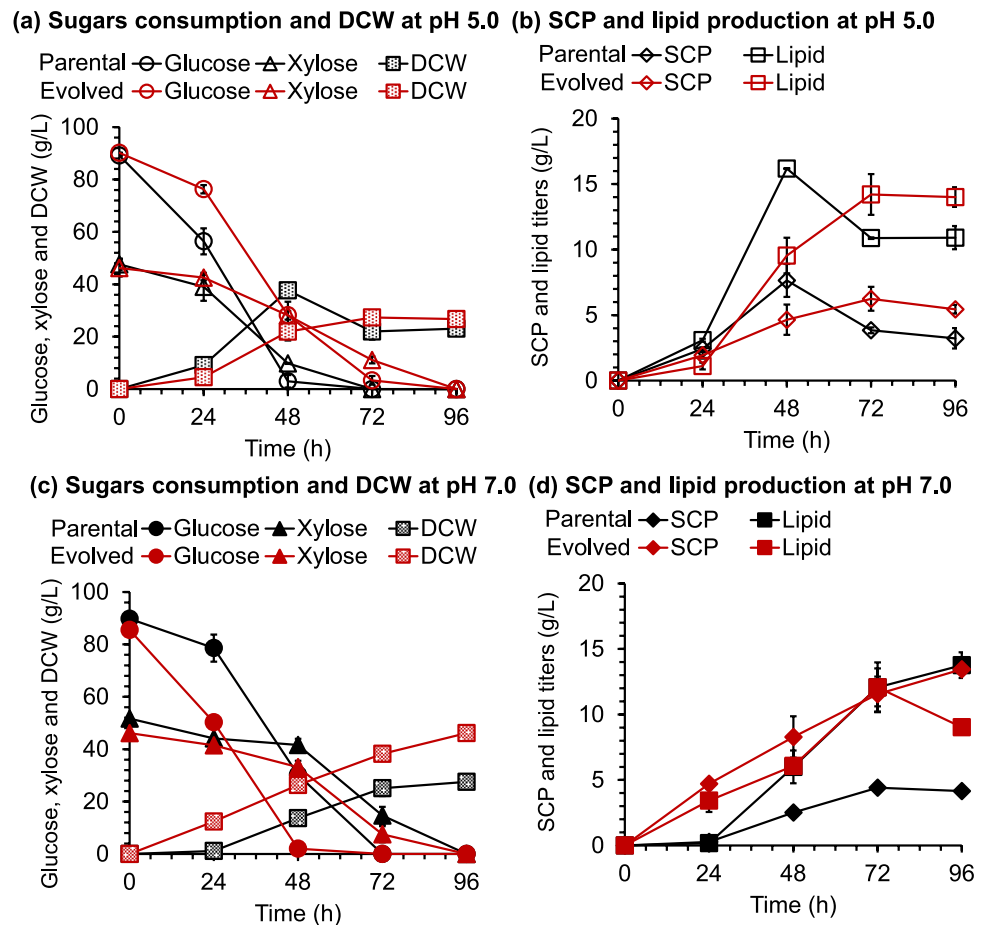 (a) Sugars consumption and DCW at pH 5.0
Parental Glucose Xylose DCW
Evolved Glucose Xylose DCW
Glucose, xylose and DCW (g/L)
100
80
60
40
20
0
0 24 48 72 96
Time (h)
(b) SCP and lipid production at pH 5.0
Parental SCP Lipid
Evolved SCP Lipid
SCP and lipid titers (g/L)
20
15
10
5
0
0 24 48 72 96
Time (h)
(c) Sugars consumption and DCW at pH 7.0
Parental Glucose Xylose DCW
Evolved Glucose Xylose DCW
Glucose, xylose and DCW (g/L)
100
80
60
40
20
0
0 24 48 72 96
Time (h)
(d) SCP and lipid production at pH 7.0
Parental SCP Lipid
Evolved SCP Lipid
SCP and lipid titers (g/L)
20
15
10
5
0
0 24 48 72 96
Time (h)